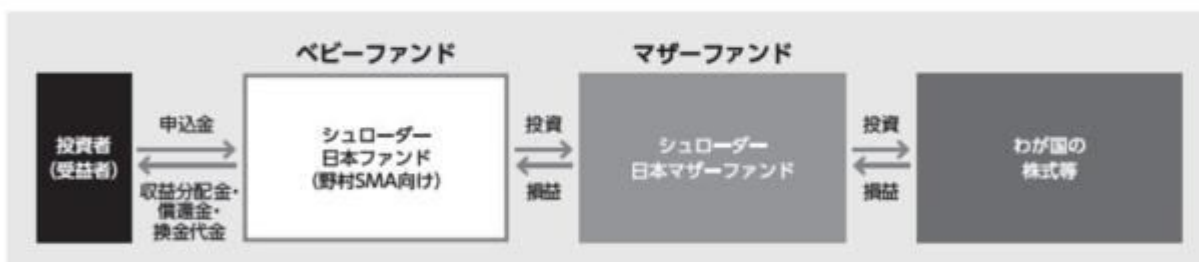 ベビーファンド
マザーファンド
投資者
(受益者)
申込金
収益分配金・
償還金・
換金代金
シュローダー
日本ファンド
(野村SMA向け)
投資
損益
シュローダー
日本マザーファンド
投資
損益
わが国の
株式等